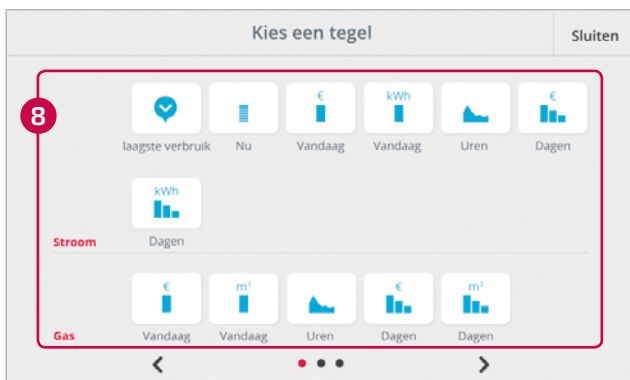 Kies een tegel
Sluiten
8
€ kWh €
laagste verbruik Nu Vandaag Vandaag Uren Dagen
kWh
Stroom Dagen
€ m³ € m³
Gas Vandaag Vandaag Uren Dagen Dagen